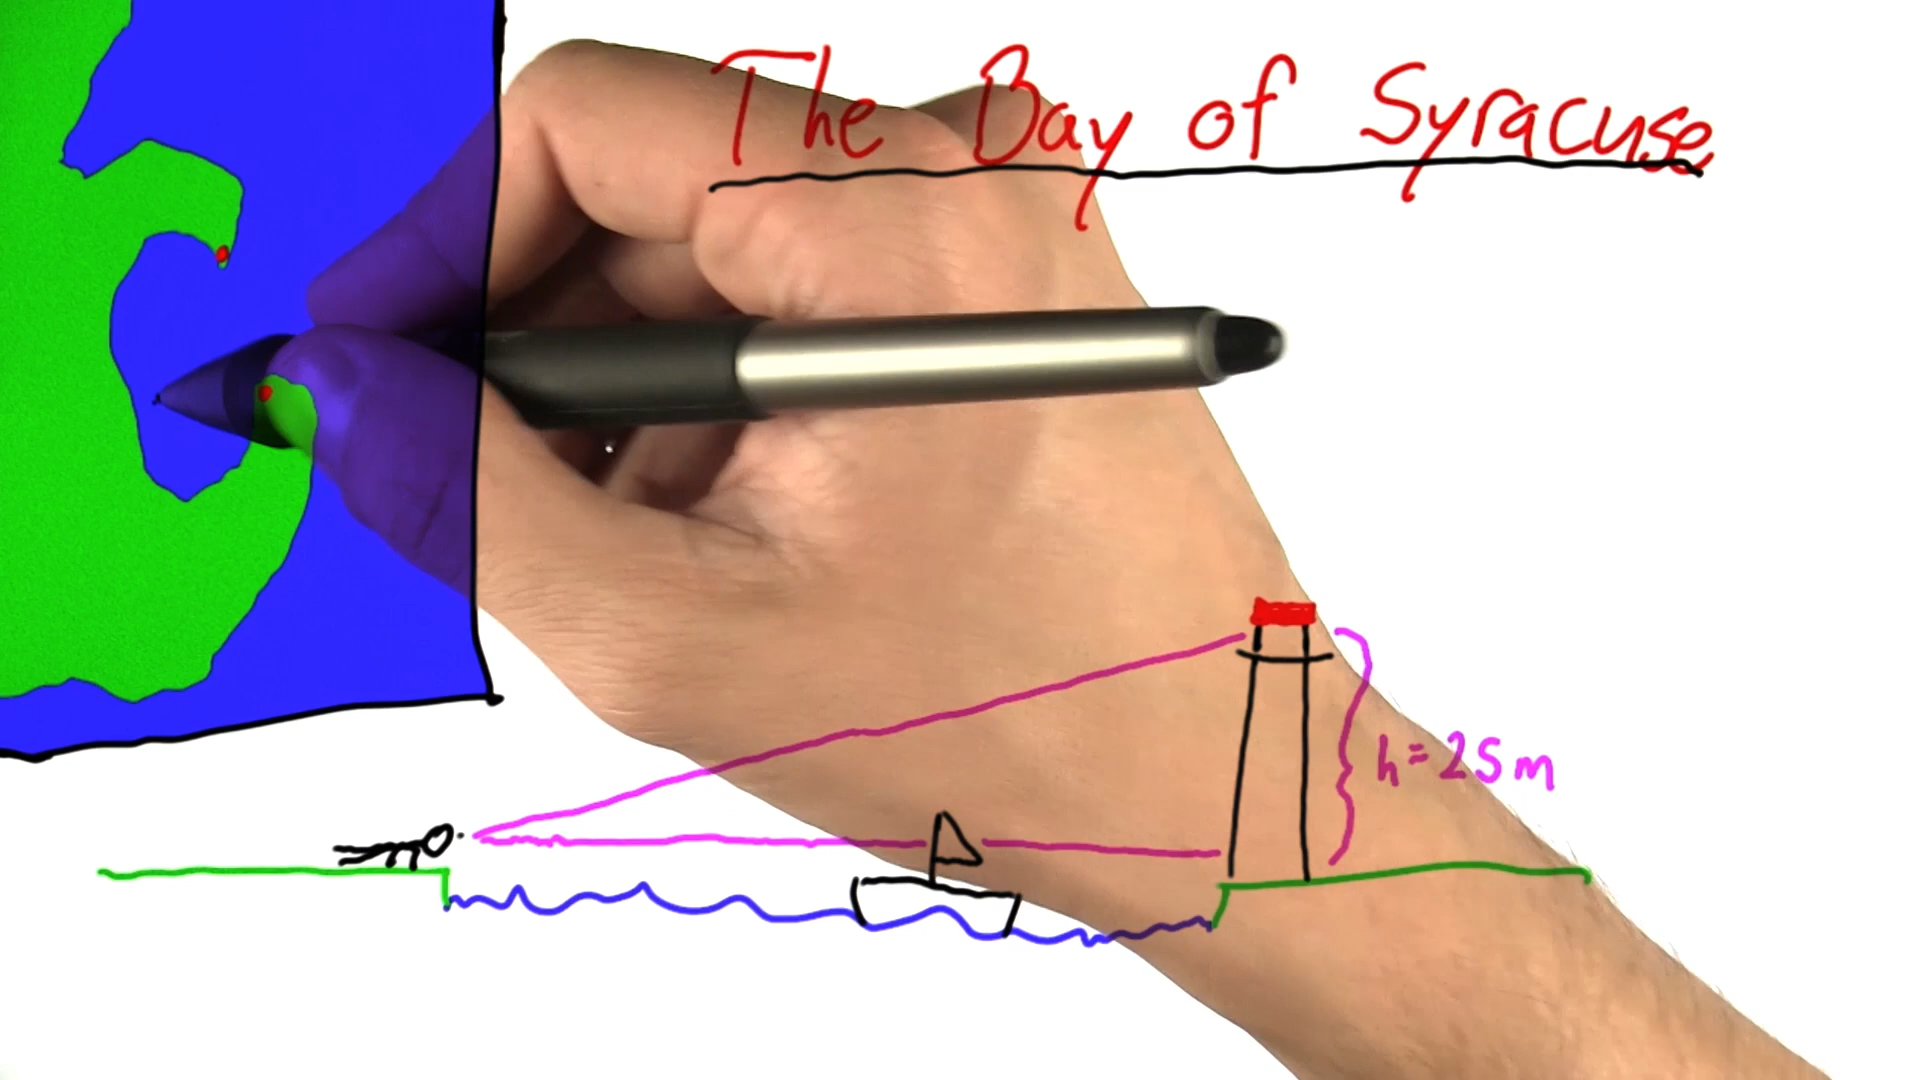 The Bay of Syracuse
h = 25m